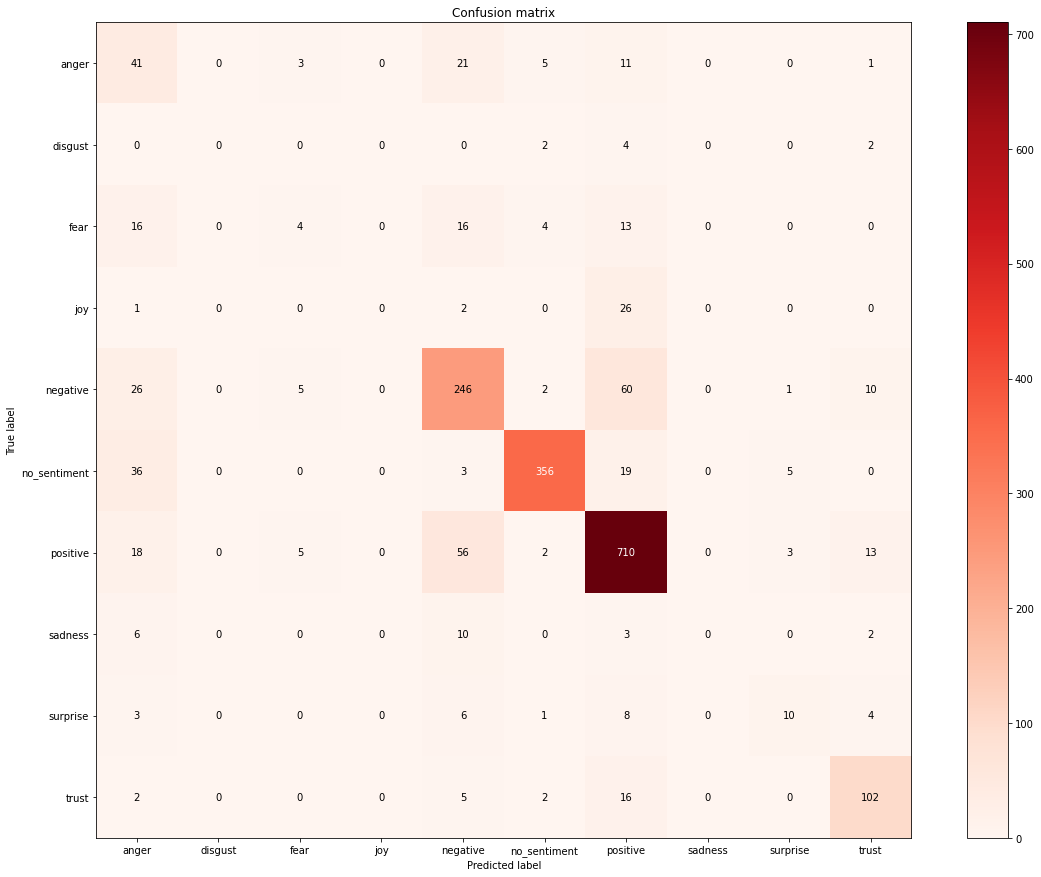 Confusion matrix
anger 41 0 3 0 21 5 11 0 0 1
disgust 0 0 0 0 0 2 4 0 0 2
fear 16 0 4 0 16 4 13 0 0 0
joy 1 0 0 0 2 0 26 0 0 0
negative 26 0 5 0 246 2 60 0 1 10
no_sentiment 36 0 0 0 3 356 19 0 5 0
positive 18 0 5 0 56 2 710 0 3 13
sadness 6 0 0 0 10 0 3 0 0 2
surprise 3 0 0 0 6 1 8 0 10 4
trust 2 0 0 0 5 2 16 0 0 102
anger disgust fear joy negative no_sentiment positive sadness surprise trust
Predicted label
True label
700
600
500
400
300
200
100
0